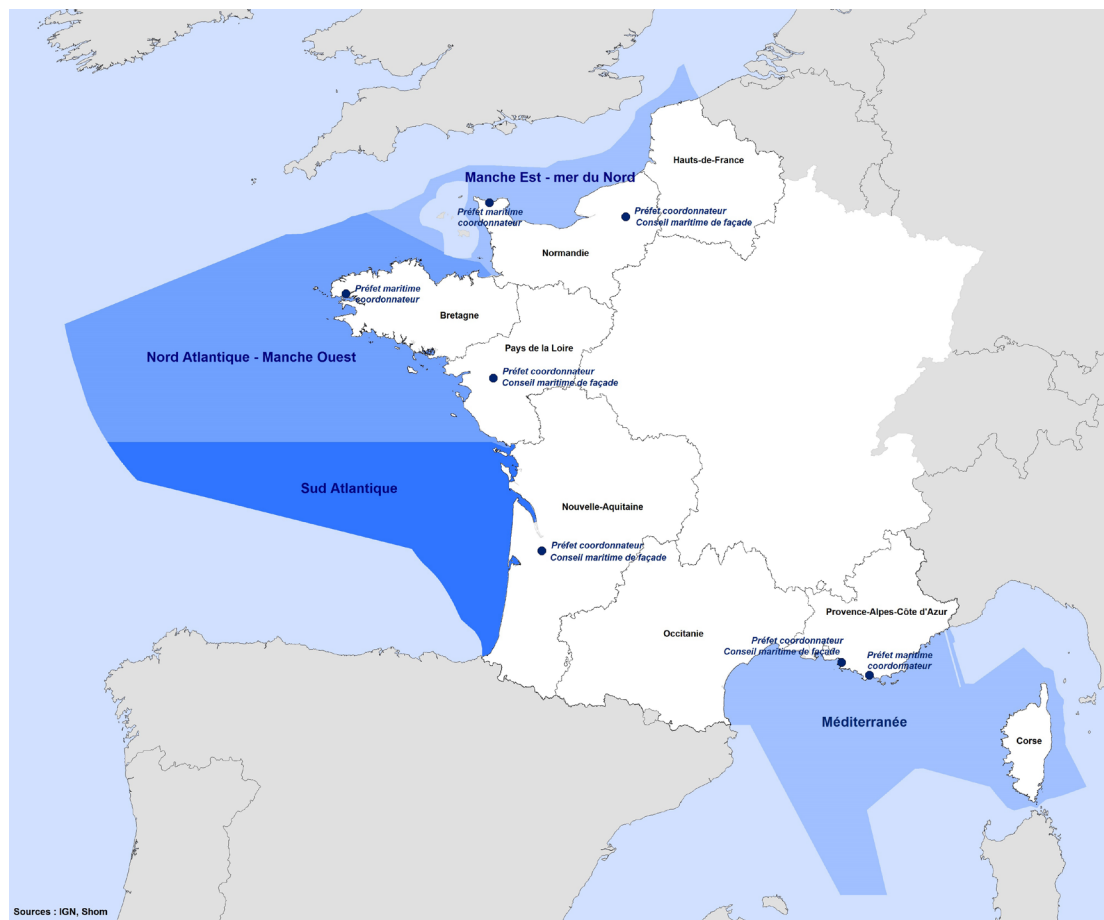 Hauts-de-France
Manche Est - mer du Nord
Préfet maritime
coordonnateur
Préfet coordonnateur
Conseil maritime de façade
Normandie
Préfet maritime
coordonnateur
Bretagne
Pays de la Loire
Nord Atlantique - Manche Ouest
Préfet coordonnateur
Conseil maritime de façade
Sud Atlantique
Nouvelle-Aquitaine
Préfet coordonnateur
Conseil maritime de façade
Provence-Alpes-Côte d'Azur
Occitanie
Préfet coordonnateur
Conseil maritime de façade
Préfet maritime
coordonnateur
Méditerranée
Corse
Sources : IGN, Shom